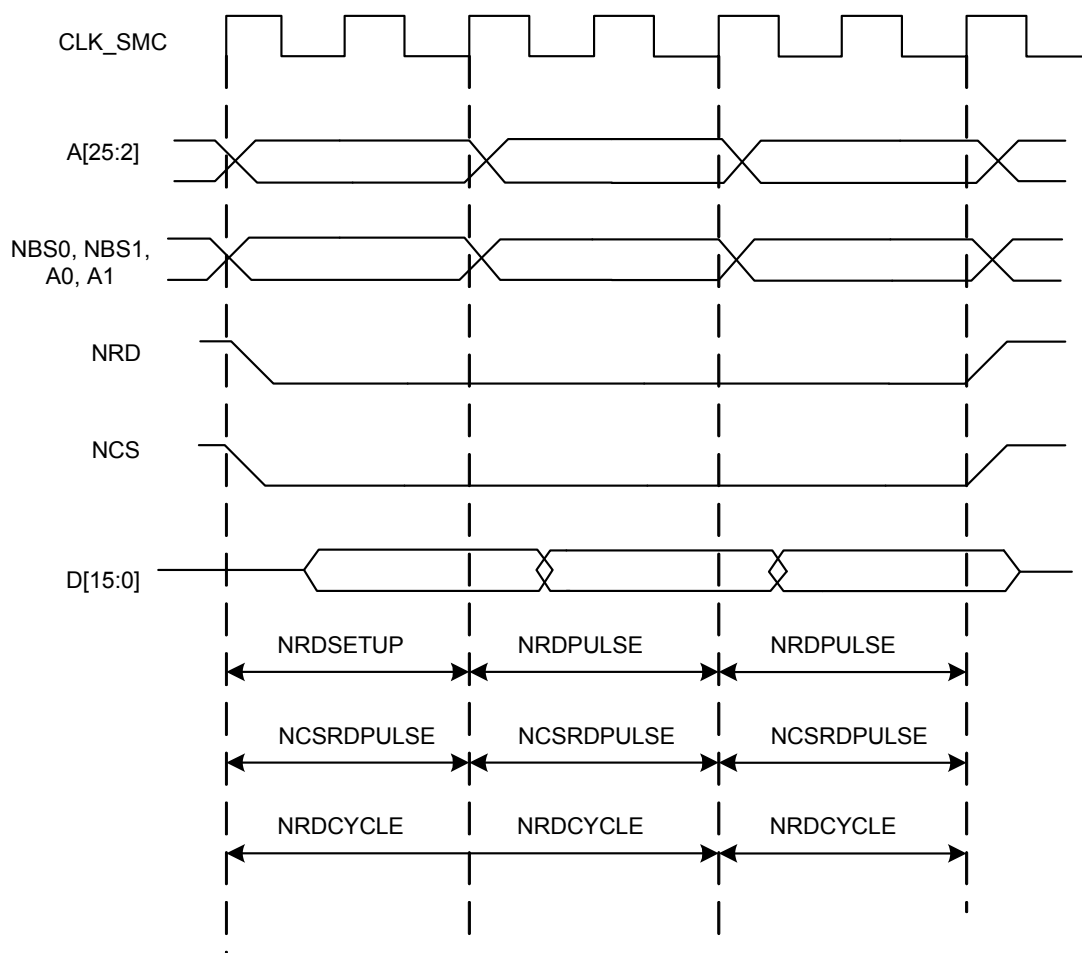 CLK_SMC
A[25:2]
NBS0, NBS1,
A0, A1
NRD
NCS
D[15:0]
NRDSETUP NRDPULSE NRDPULSE
NCSRDPULSE NCSRDPULSE NCSRDPULSE
NRDCYCLE NRDCYCLE NRDCYCLE